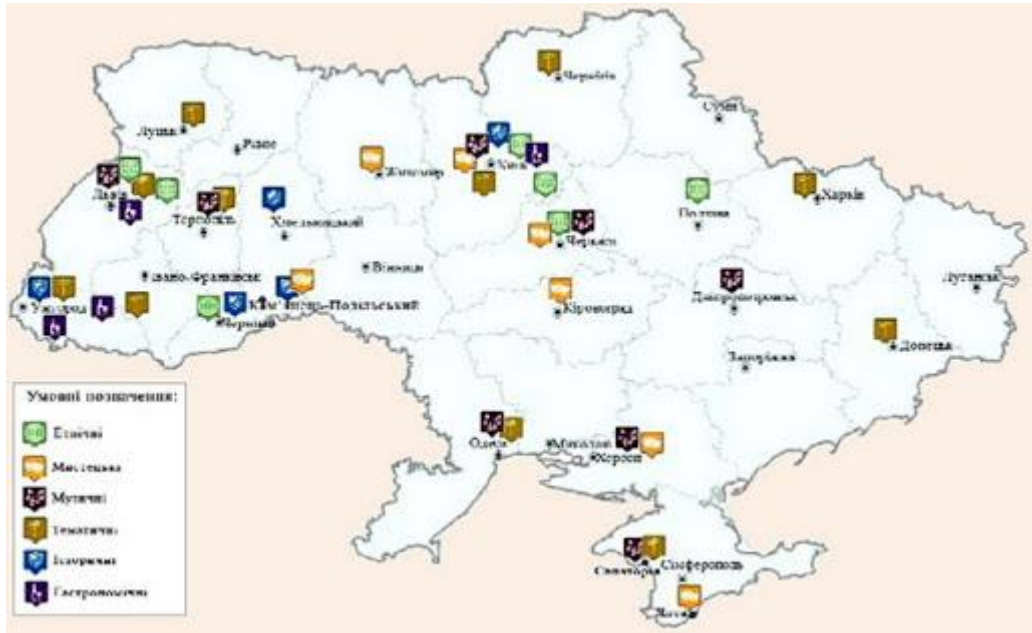 Чернігів
Суми
Луцьк
Рівне
Житомир
Київ
Львів
Тернопіль
Хмельницький
Полтава
Харків
Черкаси
Вінниця
Луганськ
Івано-Франківськ
Ужгород
Кам'янець-Подільський
Чернівці
Кіровоград
Дніпропетровськ
Донецьк
Запоріжжя
Одеса
Миколаїв
Херсон
Євпаторія
Сімферополь
Ялта
Умовні позначення:
Етнічні
Мистецькі
Музичні
Тематичні
Історичні
Гастрономічні